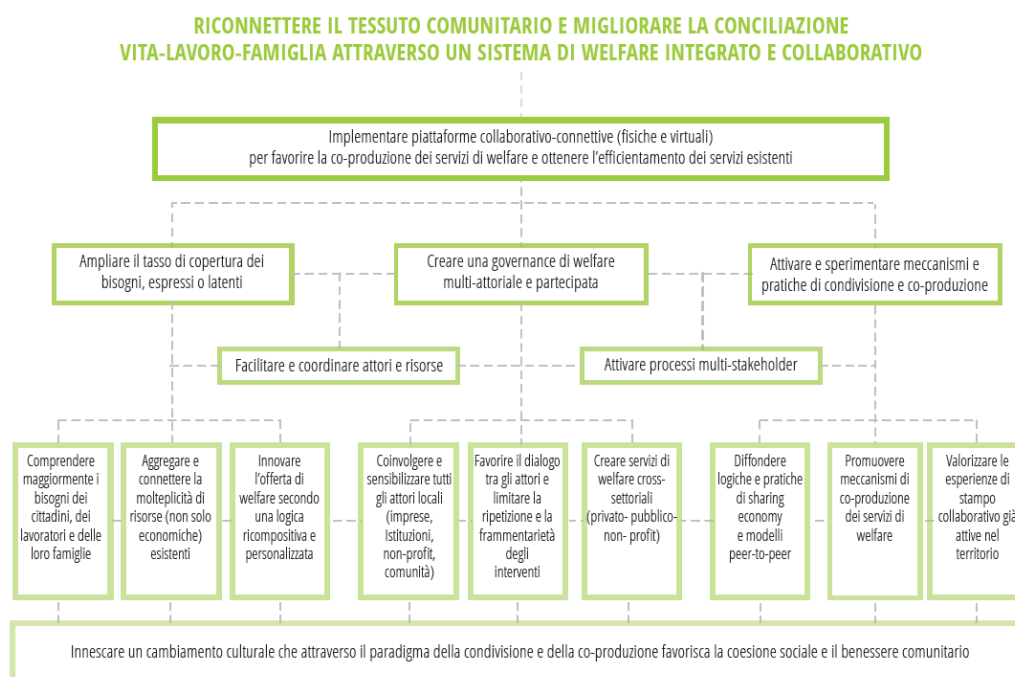 RICONNETTERE IL TESSUTO COMUNITARIO E MIGLIORARE LA CONCILIAZIONE
VITA-LAVORO-FAMIGLIA ATTRAVERSO UN SISTEMA DI WELFARE INTEGRATO E COLLABORATIVO
Implementare piattaforme collaborativo-connettive (fisiche e virtuali)
per favorire la co-produzione dei servizi di welfare e ottenere l'efficientamento dei servizi esistenti
Ampliare il tasso di copertura dei
bisogni, espressi o latenti
Creare una governance di welfare
multi-attoriale e partecipata
Attivare e sperimentare meccanismi e
pratiche di condivisione e co-produzione
Facilitare e coordinare attori e risorse
Attivare processi multi-stakeholder
Comprendere
maggiormente i
bisogni dei
cittadini, dei
lavoratori e delle
loro famiglie
Aggregare e
connettere la
molteplicità di
risorse (non solo
economiche)
esistenti
Innovare
l'offerta di
welfare secondo
una logica
ricompositiva e
personalizzata
Coinvolgere e
sensibilizzare tutti
gli attori locali
(imprese,
Istituzioni,
non-profit,
comunità)
Favorire il dialogo
tra gli attori e
limitare la
ripetizione e la
frammentarietà
degli
interventi
Creare servizi di
welfare cross-
settoriali
(privato- pubblico-
non- profit)
Diffondere
logiche e pratiche
di sharing
economy
e modelli
peer-to-peer
Promuovere
meccanismi di
co-produzione
dei servizi di
welfare
Valorizzare le
esperienze di
stampo
collaborativo già
attive nel
territorio
Innescare un cambiamento culturale che attraverso il paradigma della condivisione e della co-produzione favorisca la coesione sociale e il benessere comunitario